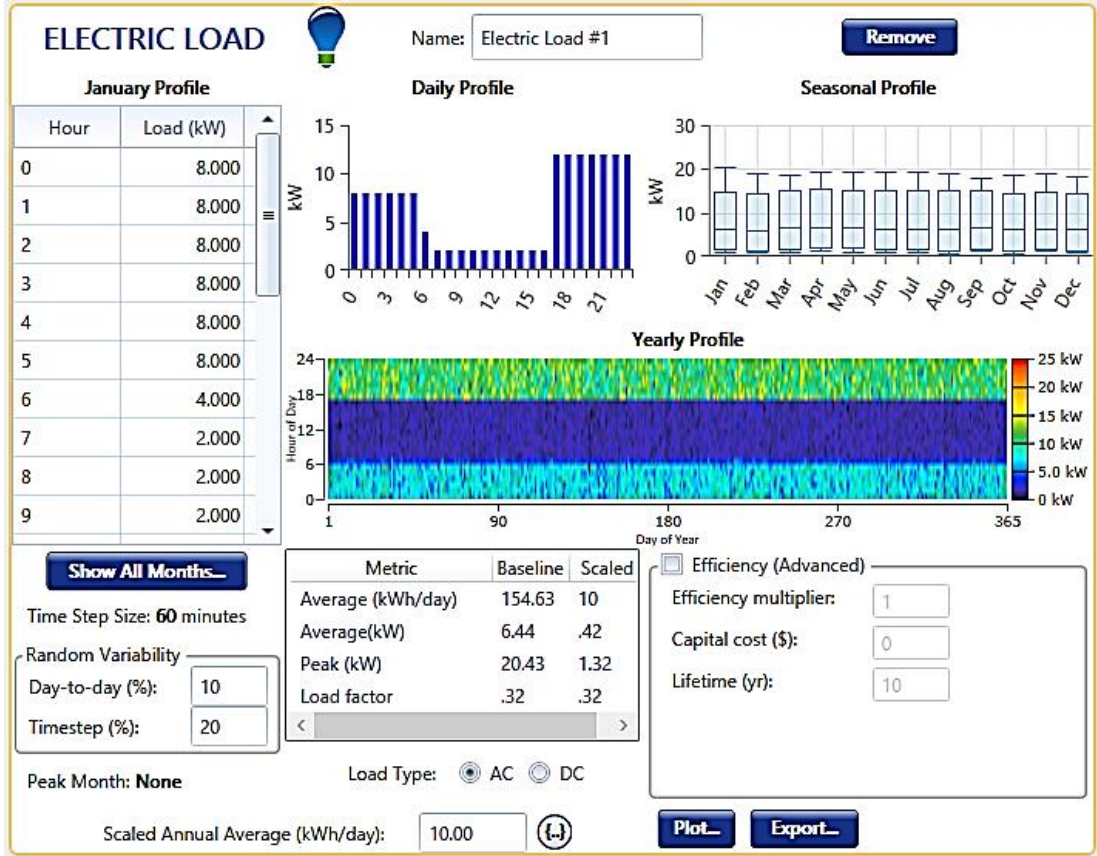 ELECTRIC LOAD
Name: Electric Load #1
Remove
January Profile
Hour Load (kW)
0 8.000
1 8.000
2 8.000
3 8.000
4 8.000
5 8.000
6 4.000
7 2.000
8 2.000
9 2.000
Daily Profile
kW
15
10
5
0
0 3 6 9 12 15 18 21
Seasonal Profile
kW
30
20
10
0
Jan Feb Mar Apr May Jun Jul Aug Sep Oct Nov Dec
Yearly Profile
Hour of Day
24
18
12
6
0
1 90 180 270 365
Day of Year
25 kW
20 kW
15 kW
10 kW
5.0 kW
0 kW
Show All Months...
Time Step Size: 60 minutes
Random Variability
Day-to-day (%): 10
Timestep (%): 20
Peak Month: None
Metric Baseline Scaled
Average (kWh/day) 154.63 10
Average(kW) 6.44 .42
Peak (kW) 20.43 1.32
Load factor .32 .32
Load Type: AC DC
Efficiency (Advanced)
Efficiency multiplier: 1
Capital cost ($): 0
Lifetime (yr): 10
Scaled Annual Average (kWh/day): 10.00 {..}
Plot... Export...